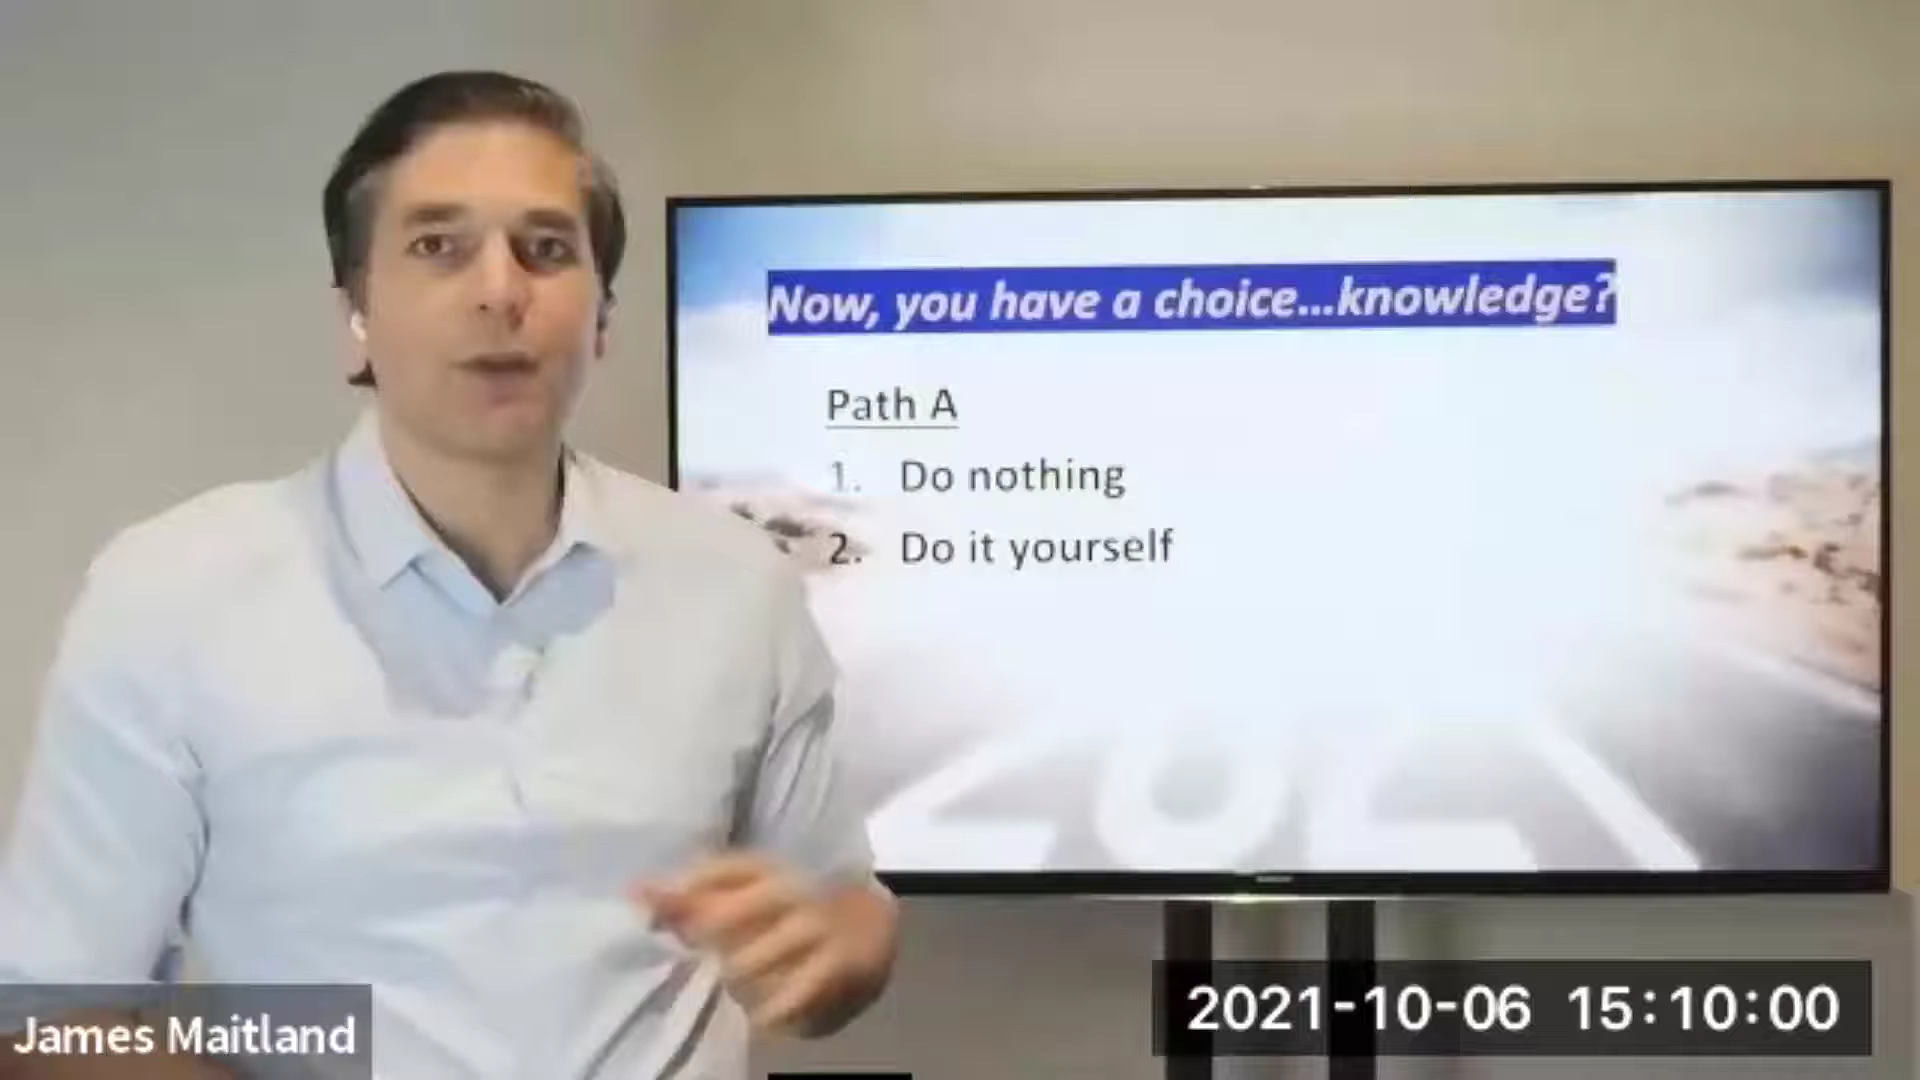 Now, you have a choice...knowledge?
Path A
1. Do nothing
2. Do it yourself
2021
James Maitland
2021-10-06 15:10:00